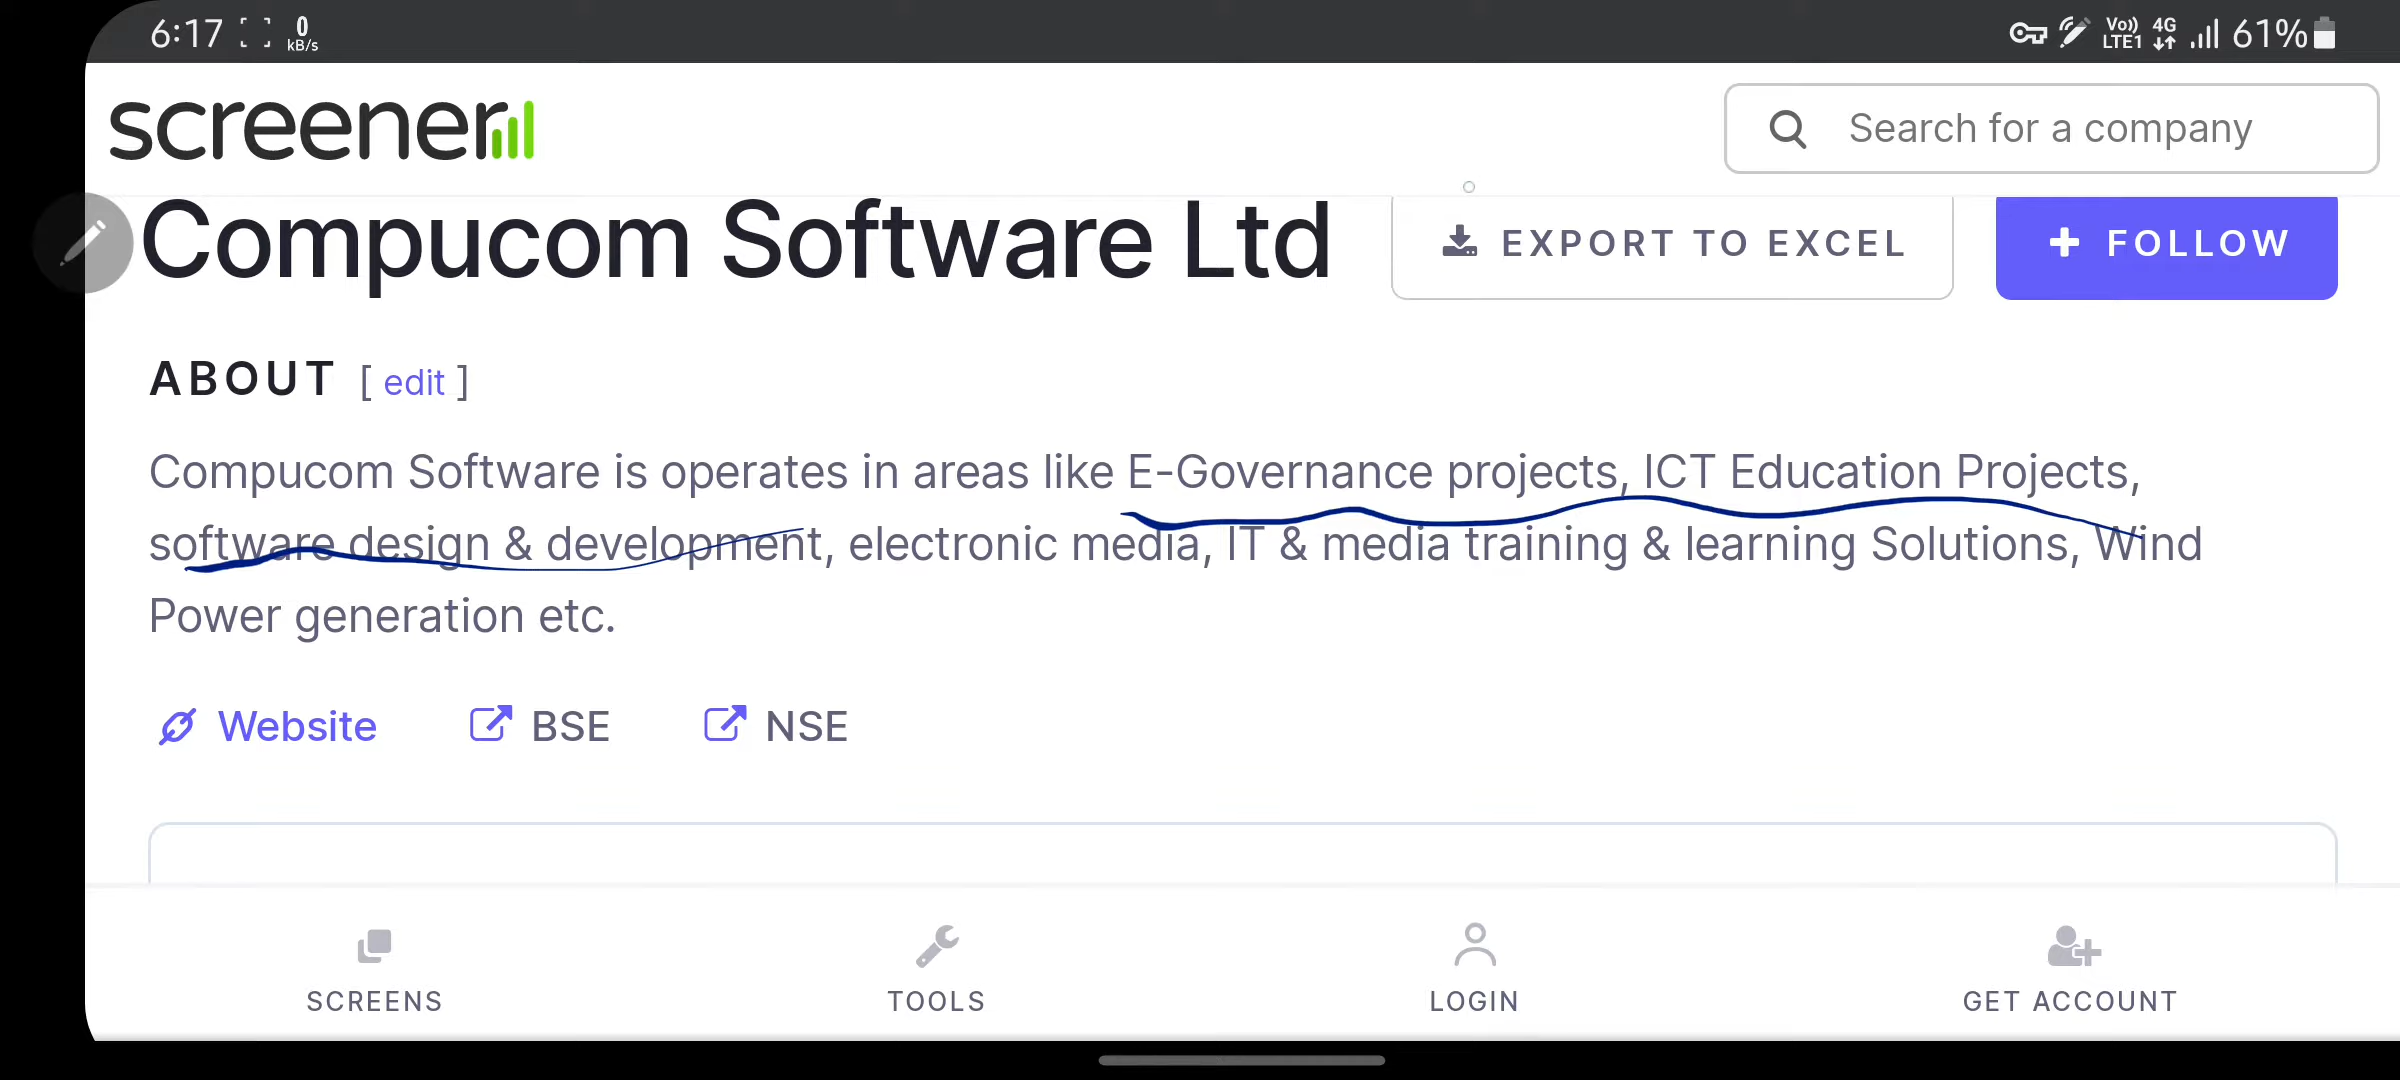 6:17 0 kB/s Vo)) LTE1 4G 61%
screener Search for a company
Compucom Software Ltd EXPORT TO EXCEL FOLLOW
ABOUT [ edit ]
Compucom Software is operates in areas like E-Governance projects, ICT Education Projects,
software design & development, electronic media, IT & media training & learning Solutions, Wind
Power generation etc.
Website BSE NSE
SCREENS TOOLS LOGIN GET ACCOUNT